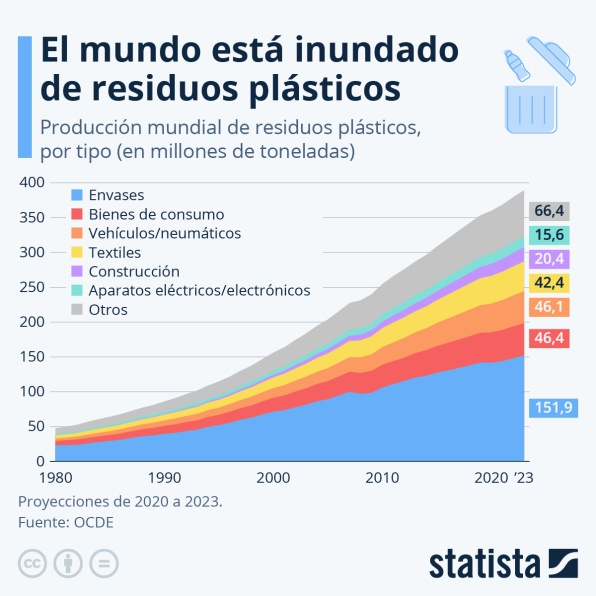 El mundo está inundado
de residuos plásticos
Producción mundial de residuos plásticos,
por tipo (en millones de toneladas)
400
350
300
250
200
150
100
50
0
Envases
Bienes de consumo
Vehículos/neumáticos
Textiles
Construcción
Aparatos eléctricos/electrónicos
Otros
66,4
15,6
20,4
42,4
46,1
46,4
151,9
1980 1990 2000 2010 2020 '23
Proyecciones de 2020 a 2023.
Fuente: OCDE
cc
statista